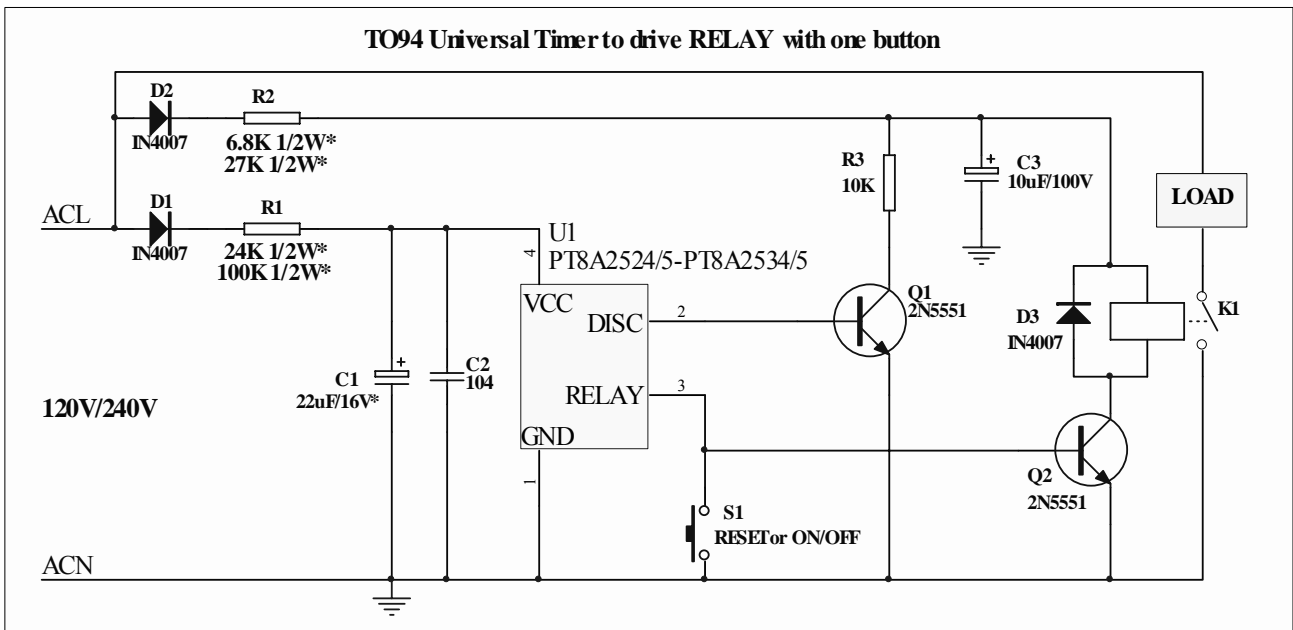 TO94 Universal Timer to drive RELAY with one button
D2
IN4007
R2
6.8K 1/2W*
27K 1/2W*
R3
10K
C3
+
10uF/100V
LOAD
ACL
D1
IN4007
R1
24K 1/2W*
100K 1/2W*
U1
PT8A2524/5-PT8A2534/5
4
VCC
DISC
2
Q1
2N5551
D3
IN4007
K1
+
C1
22uF/16V*
C2
104
RELAY
3
120V/240V
GND
1
Q2
2N5551
S1
RESET or ON/OFF
ACN